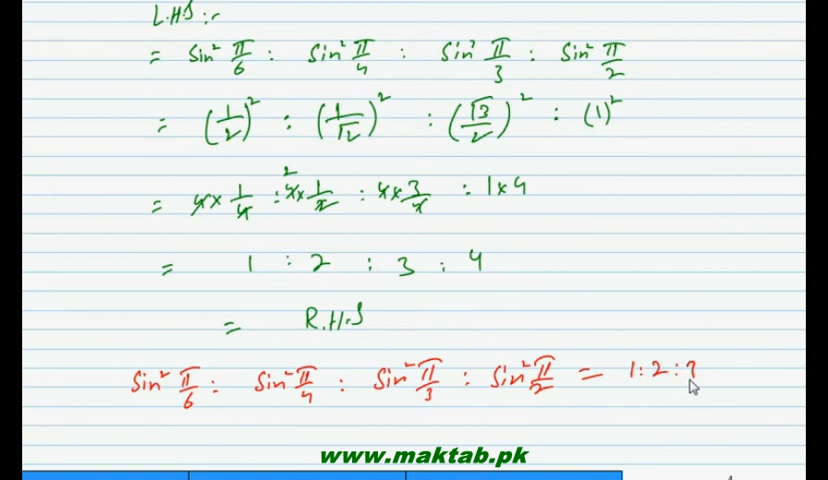 L.H.S :-
= Sin² π/6 : Sin² π/4 : Sin² π/3 : Sin² π/2
= (1/2)² : (1/√2)² : (√3/2)² : (1)²
= 4 × 1/4 : 4 × 1/2 2 : 4 × 3/4 : 1 × 4
= 1 : 2 : 3 : 4
= R.H.S
Sin² π/6 : Sin² π/4 : Sin² π/3 : Sin² π/2 = 1 : 2 : 3
www.maktab.pk